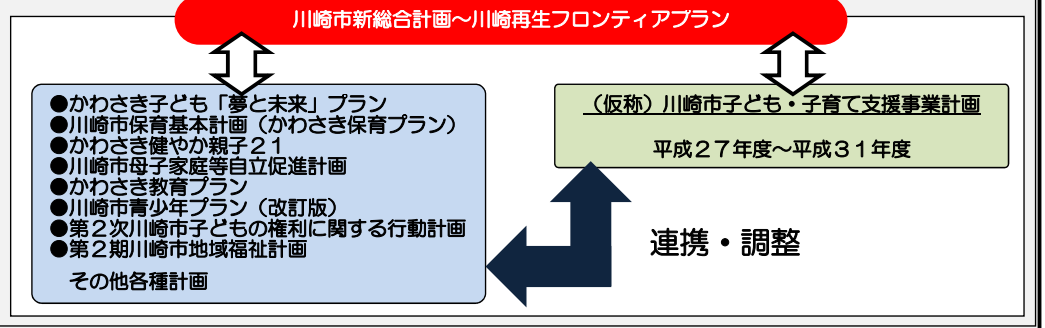 川崎市新総合計画～川崎再生フロンティアプラン
●かわさき子ども「夢と未来」プラン
●川崎市保育基本計画（かわさき保育プラン）
●かわさき健やか親子２１
●川崎市母子家庭等自立促進計画
●かわさき教育プラン
●川崎市青少年プラン（改訂版）
●第２次川崎市子どもの権利に関する行動計画
●第２期川崎市地域福祉計画
その他各種計画
（仮称）川崎市子ども・子育て支援事業計画
平成２７年度～平成３１年度
連携・調整